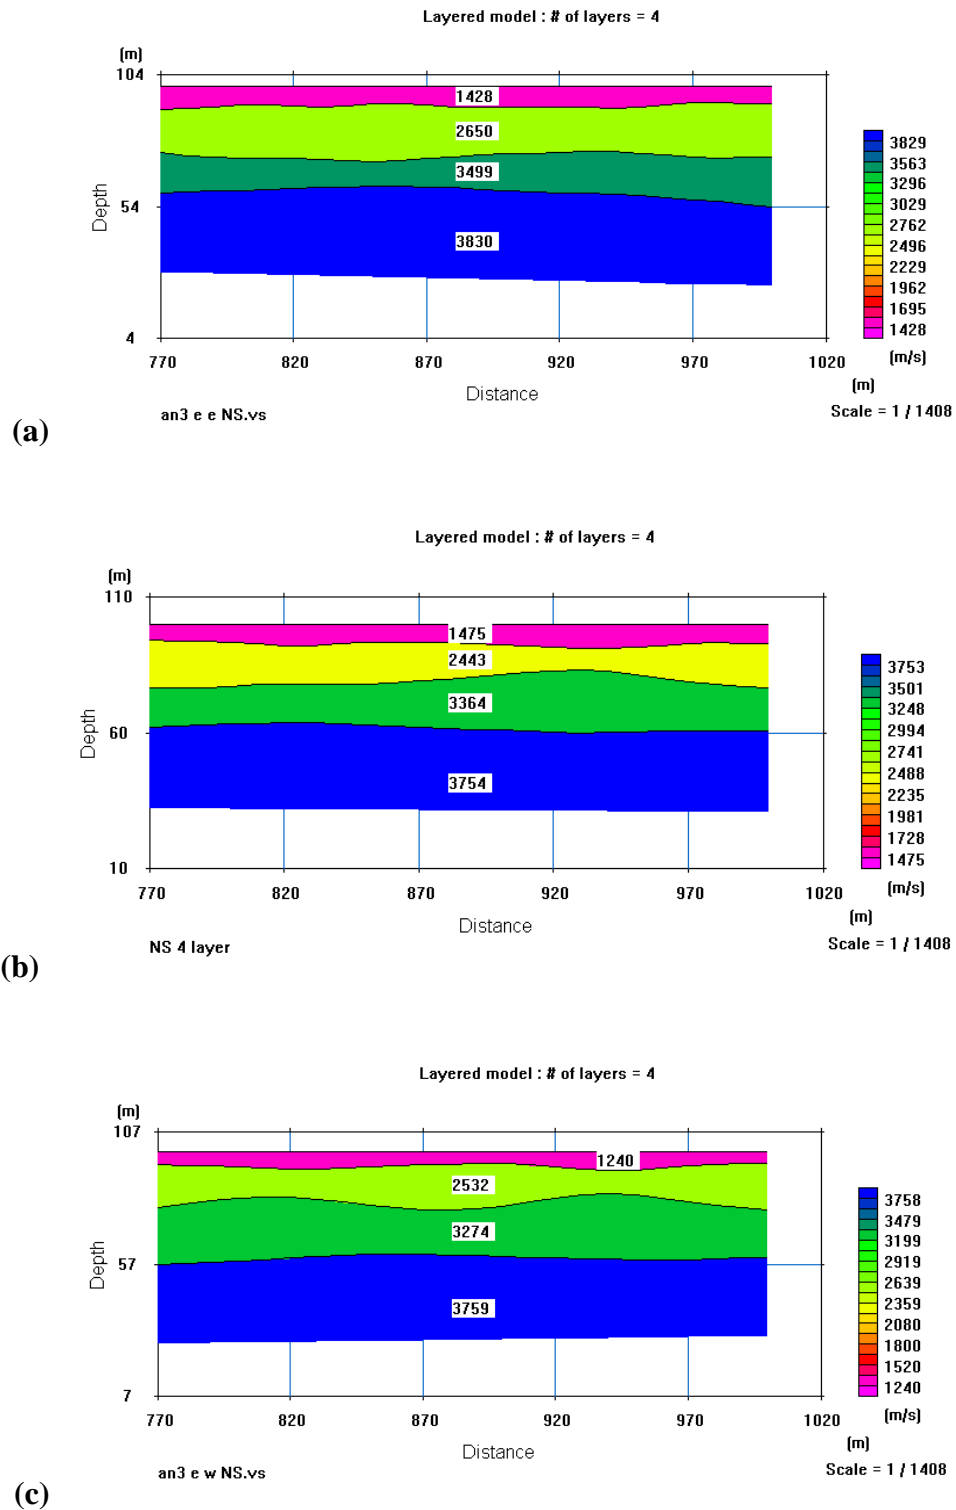 Layered model : # of layers = 4
(m)
104
1428
2650
3499
3830
54
4
Depth
770 820 870 920 970 1020
Distance
(m)
3829
3563
3296
3029
2762
2496
2229
1962
1695
1428
(m/s)
an3 e e NS.vs
Scale = 1 / 1408
(a)
Layered model : # of layers = 4
(m)
110
1475
2443
3364
3754
60
10
Depth
770 820 870 920 970 1020
Distance
(m)
3753
3501
3248
2994
2741
2488
2235
1981
1728
1475
(m/s)
NS 4 layer
Scale = 1 / 1408
(b)
Layered model : # of layers = 4
(m)
107
1240
2532
3274
3759
57
7
Depth
770 820 870 920 970 1020
Distance
(m)
3758
3479
3199
2919
2639
2359
2080
1800
1520
1240
(m/s)
an3 e w NS.vs
Scale = 1 / 1408
(c)